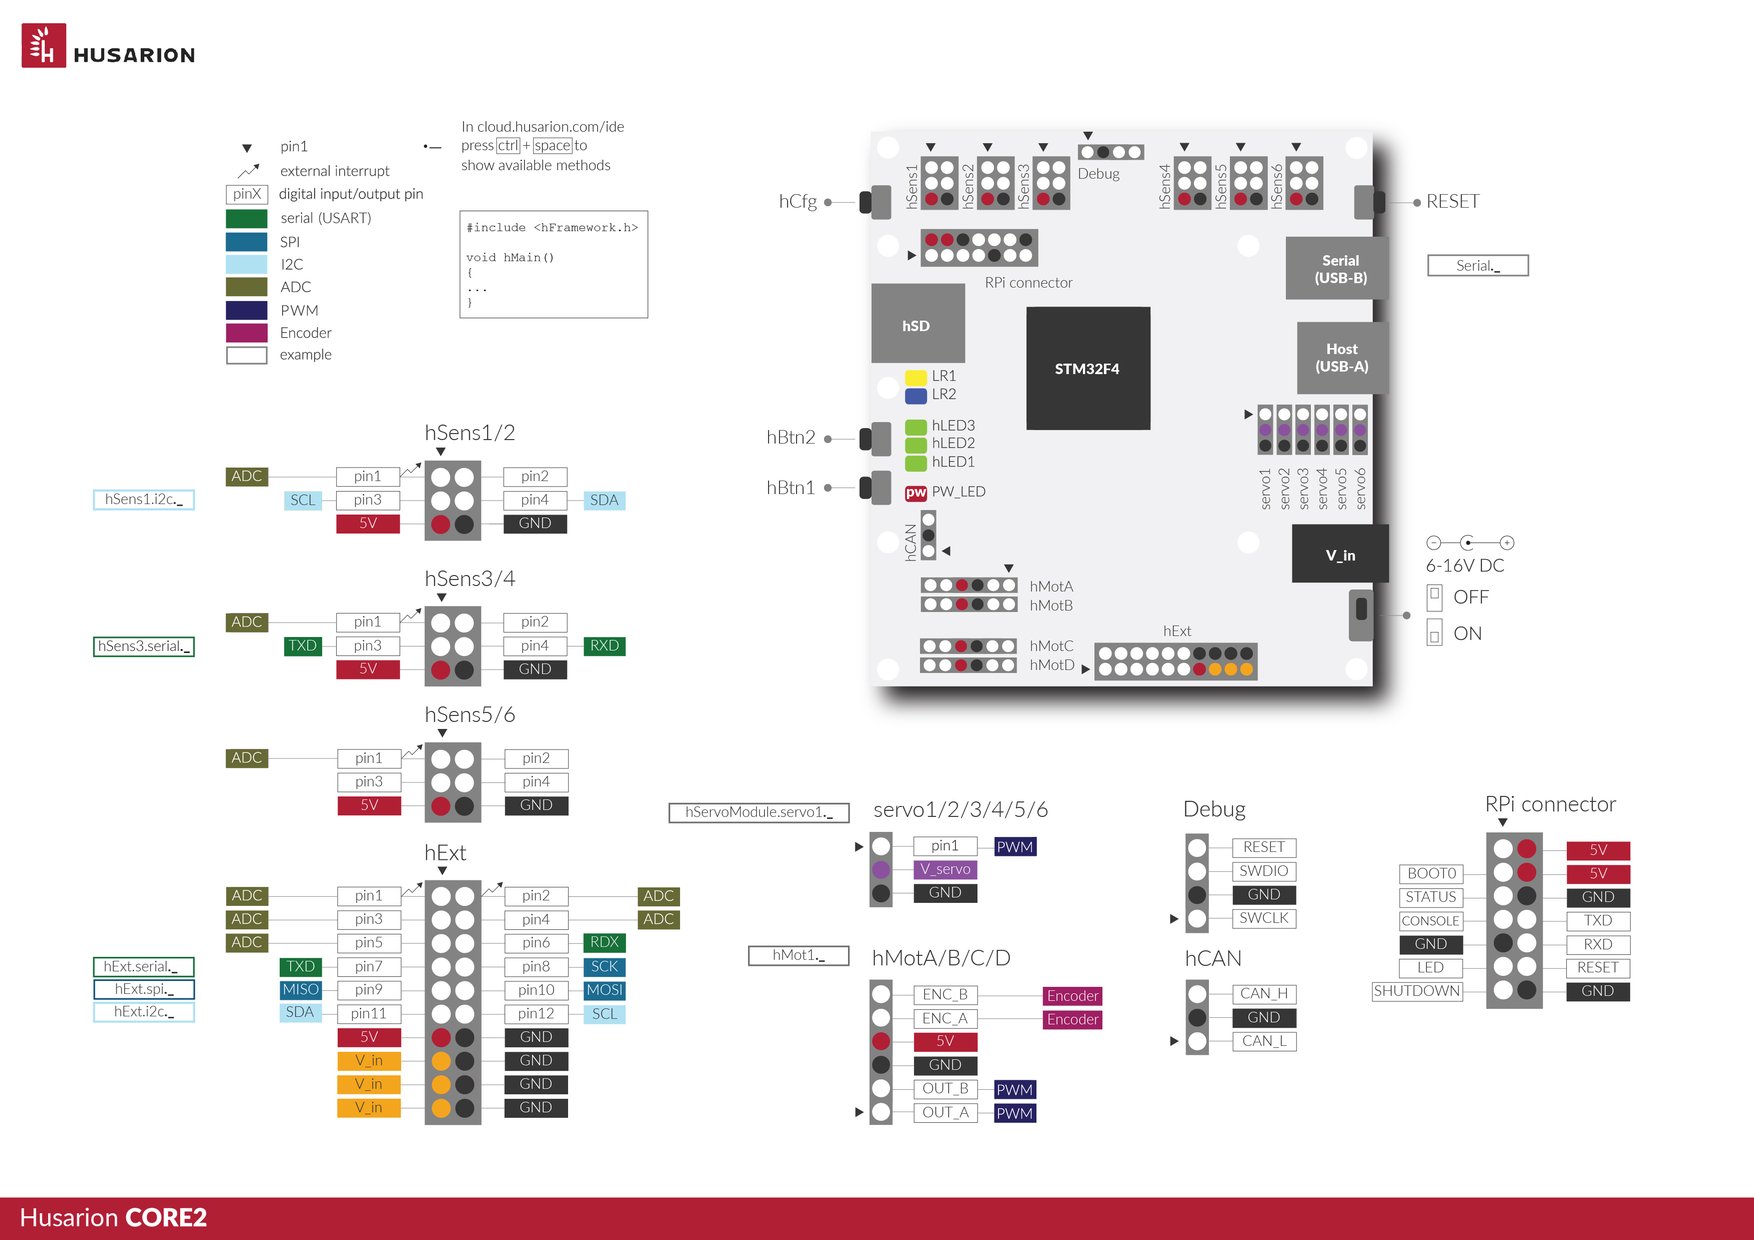 HUSARION
pin1
external interrupt
pinX digital input/output pin
serial (USART)
SPI
I2C
ADC
PWM
Encoder
example
In cloud.husarion.com/ide
press ctrl + space to
show available methods
#include <hFramework.h>
void hMain()
{
...
}
hCfg
hSens1
hSens2
hSens3
Debug
hSens4
hSens5
hSens6
RESET
RPi connector
Serial
(USB-B)
Serial._
hSD
STM32F4
Host
(USB-A)
LR1
LR2
hLED3
hLED2
hLED1
hBtn2
hBtn1
pw PW_LED
hCAN
servo1
servo2
servo3
servo4
servo5
servo6
V_in
6-16V DC
OFF
ON
hMotA
hMotB
hMotC
hMotD
hExt
hSens1/2
ADC pin1 pin2
hSens1.i2c._ SCL pin3 pin4 SDA
5V GND
hSens3/4
ADC pin1 pin2
hSens3.serial._ TXD pin3 pin4 RXD
5V GND
hSens5/6
ADC pin1 pin2
pin3 pin4
5V GND
hExt
ADC pin1 pin2 ADC
ADC pin3 pin4 ADC
ADC pin5 pin6 RDX
hExt.serial._ TXD pin7 pin8 SCK
hExt.spi._ MISO pin9 pin10 MOSI
hExt.i2c._ SDA pin11 pin12 SCL
5V GND
V_in GND
V_in GND
V_in GND
hServoModule.servo1._
servo1/2/3/4/5/6
pin1 PWM
V_servo
GND
hMot1._
hMotA/B/C/D
ENC_B Encoder
ENC_A Encoder
5V
GND
OUT_B PWM
OUT_A PWM
Debug
RESET
SWDIO
GND
SWCLK
hCAN
CAN_H
GND
CAN_L
RPi connector
5V
BOOT0 5V
STATUS GND
CONSOLE TXD
GND RXD
LED RESET
SHUTDOWN GND
Husarion CORE2